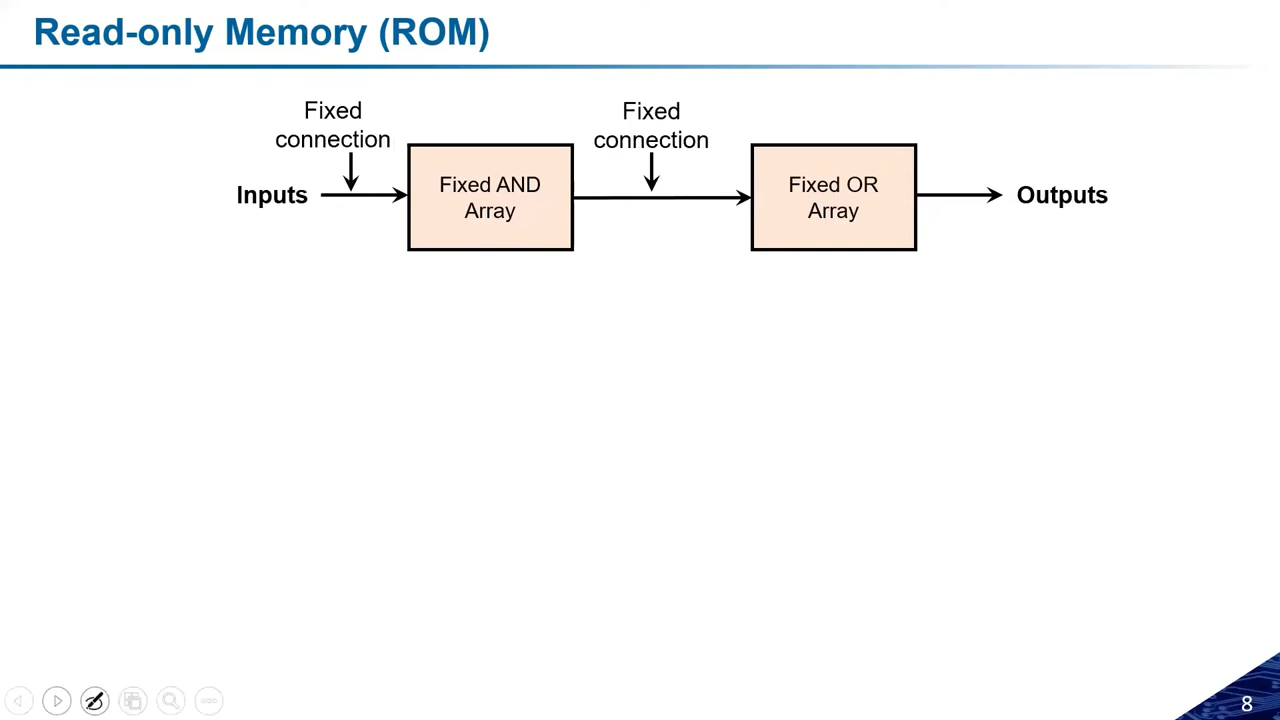 Read-only Memory (ROM)
Fixed
connection
Fixed
connection
Inputs
Fixed AND
Array
Fixed OR
Array
Outputs
8